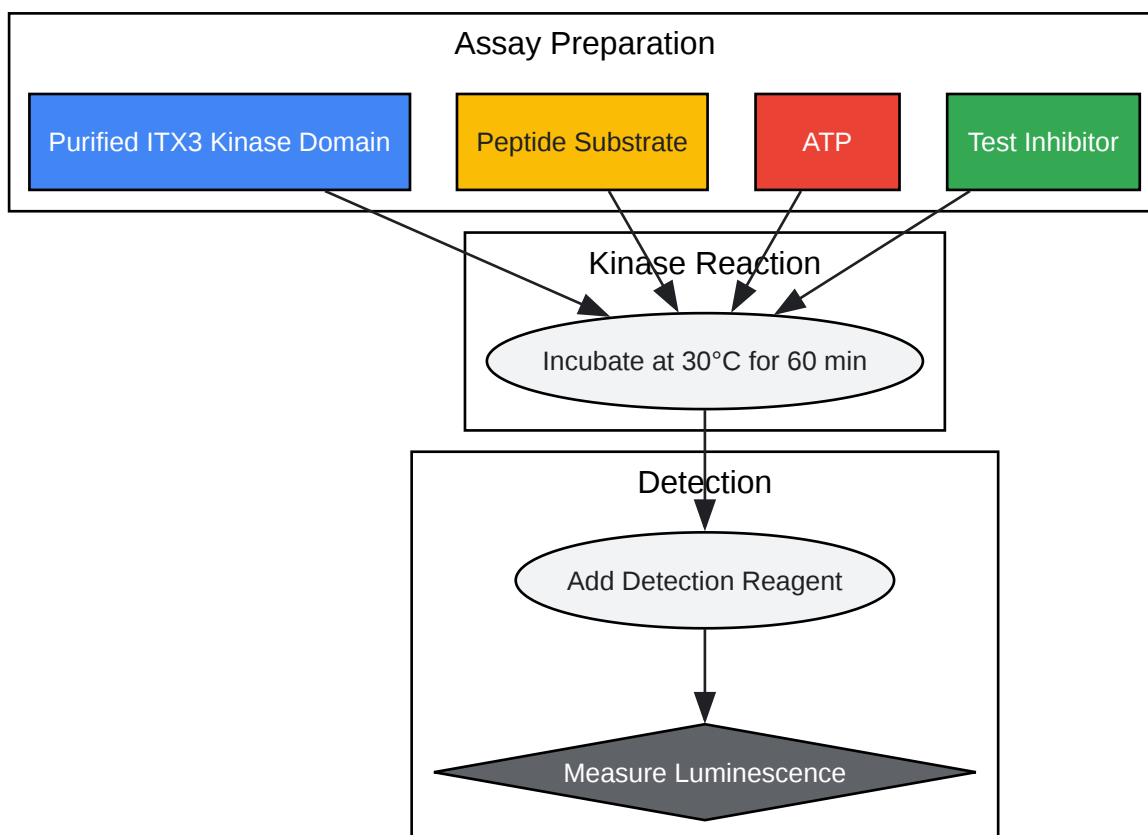 Assay Preparation
Purified ITX3 Kinase Domain
Peptide Substrate
ATP
Test Inhibitor
Kinase Reaction
Incubate at 30°C for 60 min
Detection
Add Detection Reagent
Measure Luminescence